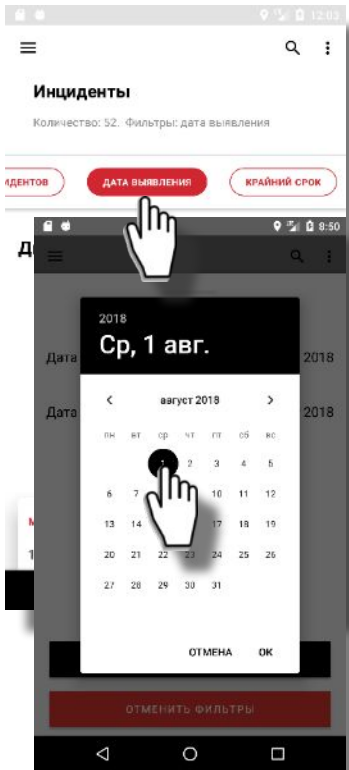 12:03
Инциденты
Количество: 52. Фильтры: дата выявления
ИДЕНТОВ
ДАТА ВЫЯВЛЕНИЯ
КРАЙНИЙ СРОК
8:50
2018
Ср, 1 авг.
Дата 2018
август 2018
Дата 2018
пн вт ср чт пт сб вс
1 2 3 4 5
6 7 10 11 12
13 14 17 18 19
20 21 22 23 24 25 26
27 28 29 30 31
ОТМЕНА OK
ОТМЕНИТЬ ФИЛЬТРЫ